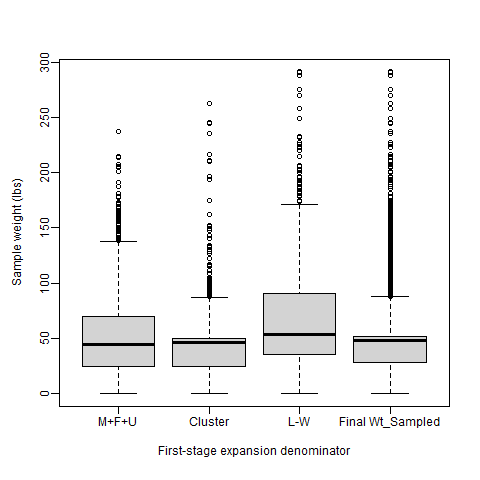 Sample weight (lbs)
300
250
200
150
100
50
0
M+F+U Cluster L-W Final Wt_Sampled
First-stage expansion denominator